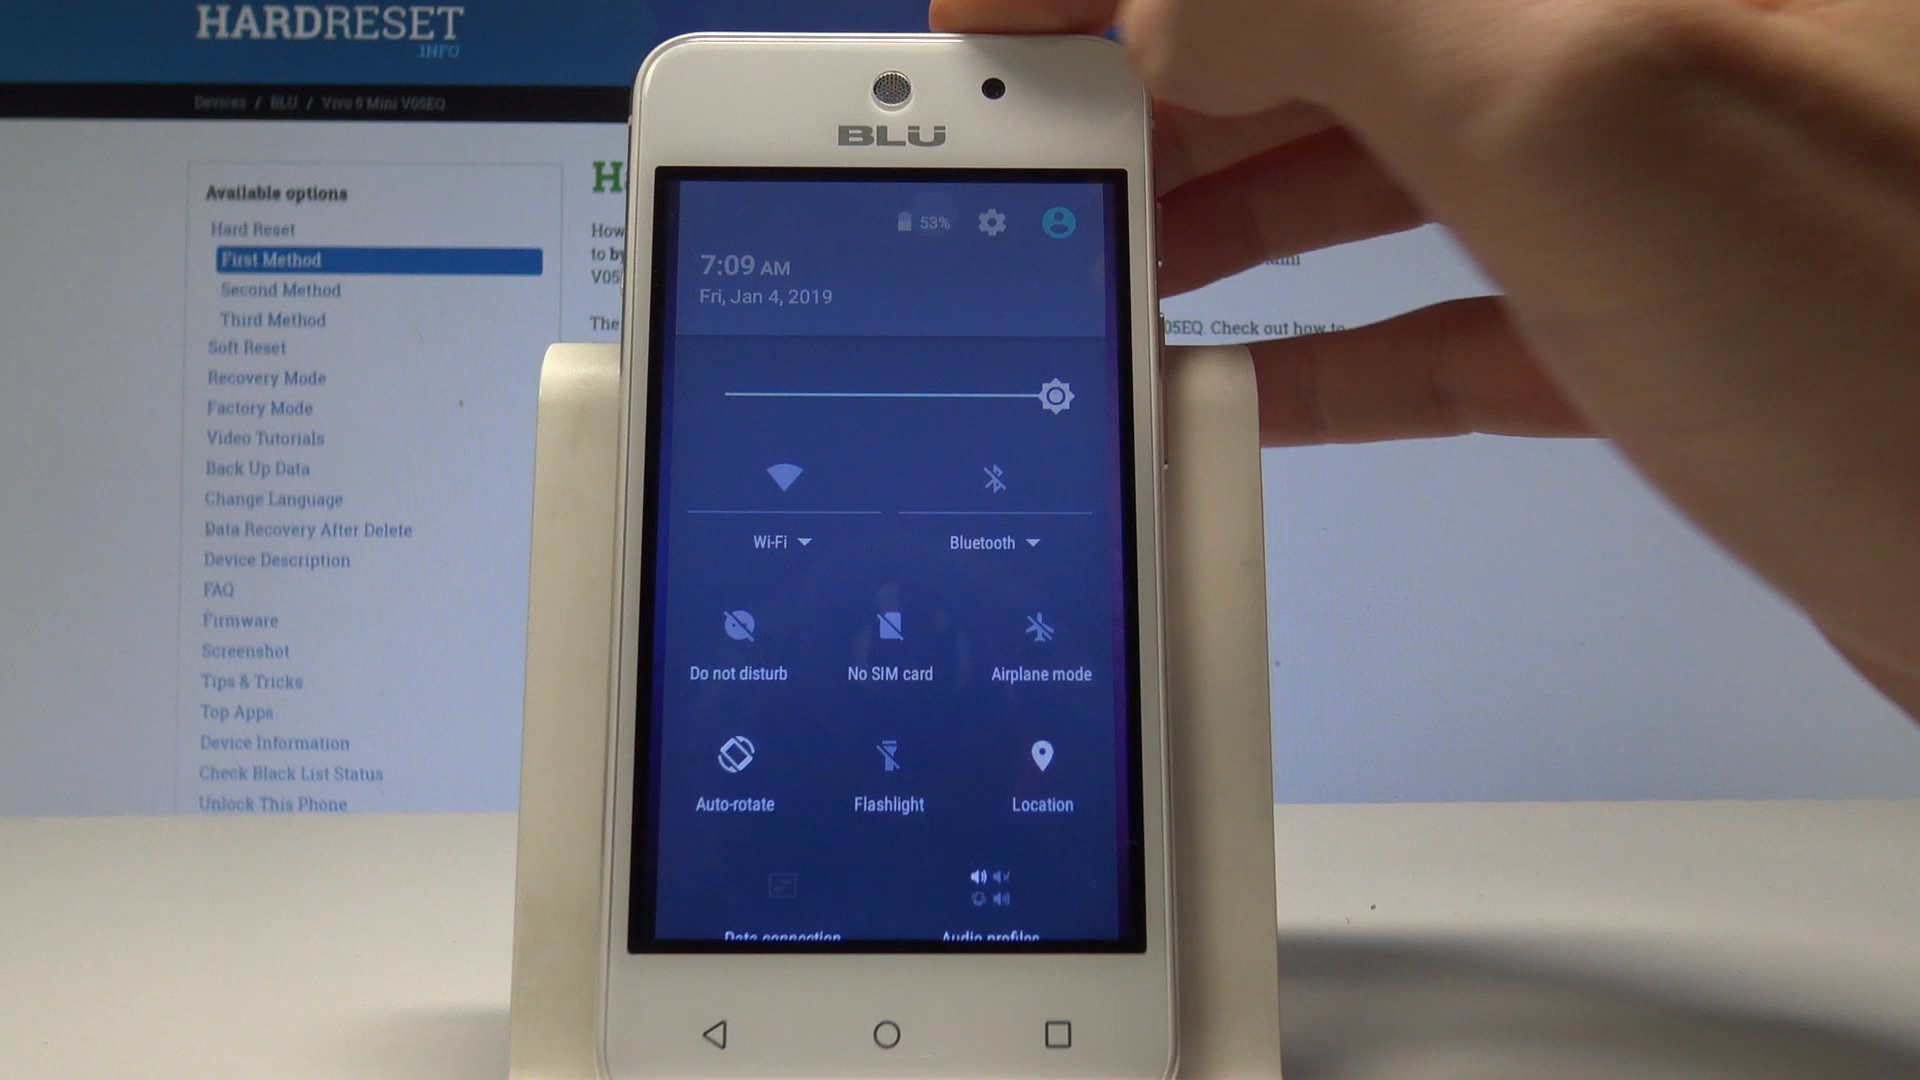 HARDRESET
INFO
Devices / BLU / Vivo 5 Mini V05EQ
Available options
Hard Reset
First Method
Second Method
Third Method
Soft Reset
Recovery Mode
Factory Mode
Video Tutorials
Back Up Data
Change Language
Data Recovery After Delete
Device Description
FAQ
Firmware
Screenshot
Tips & Tricks
Top Apps
Device Information
Check Black List Status
Unlock This Phone
How
to by
V05
The
05EQ. Check out how to
BLU
53%
7:09 AM
Fri, Jan 4, 2019
Wi-Fi
Bluetooth
Do not disturb
No SIM card
Airplane mode
Auto-rotate
Flashlight
Location
Data connection
Audio profiles